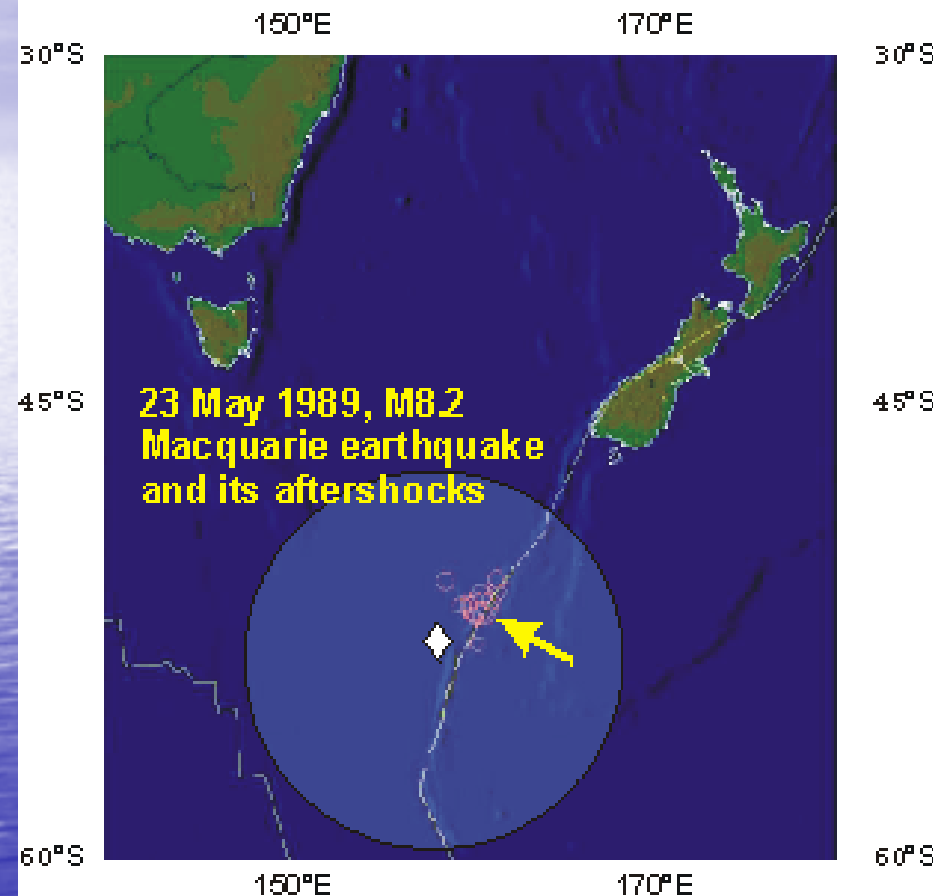 150°E 170°E
30°S 30°S
45°S 45°S
23 May 1989, M8.2
Macquarie earthquake
and its aftershocks
60°S 60°S
150°E 170°E